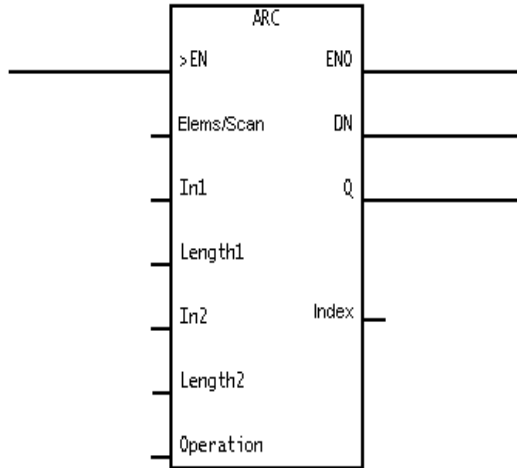 ARC
>EN ENO
Elems/Scan DN
In1 Q
Length1
In2 Index
Length2
Operation